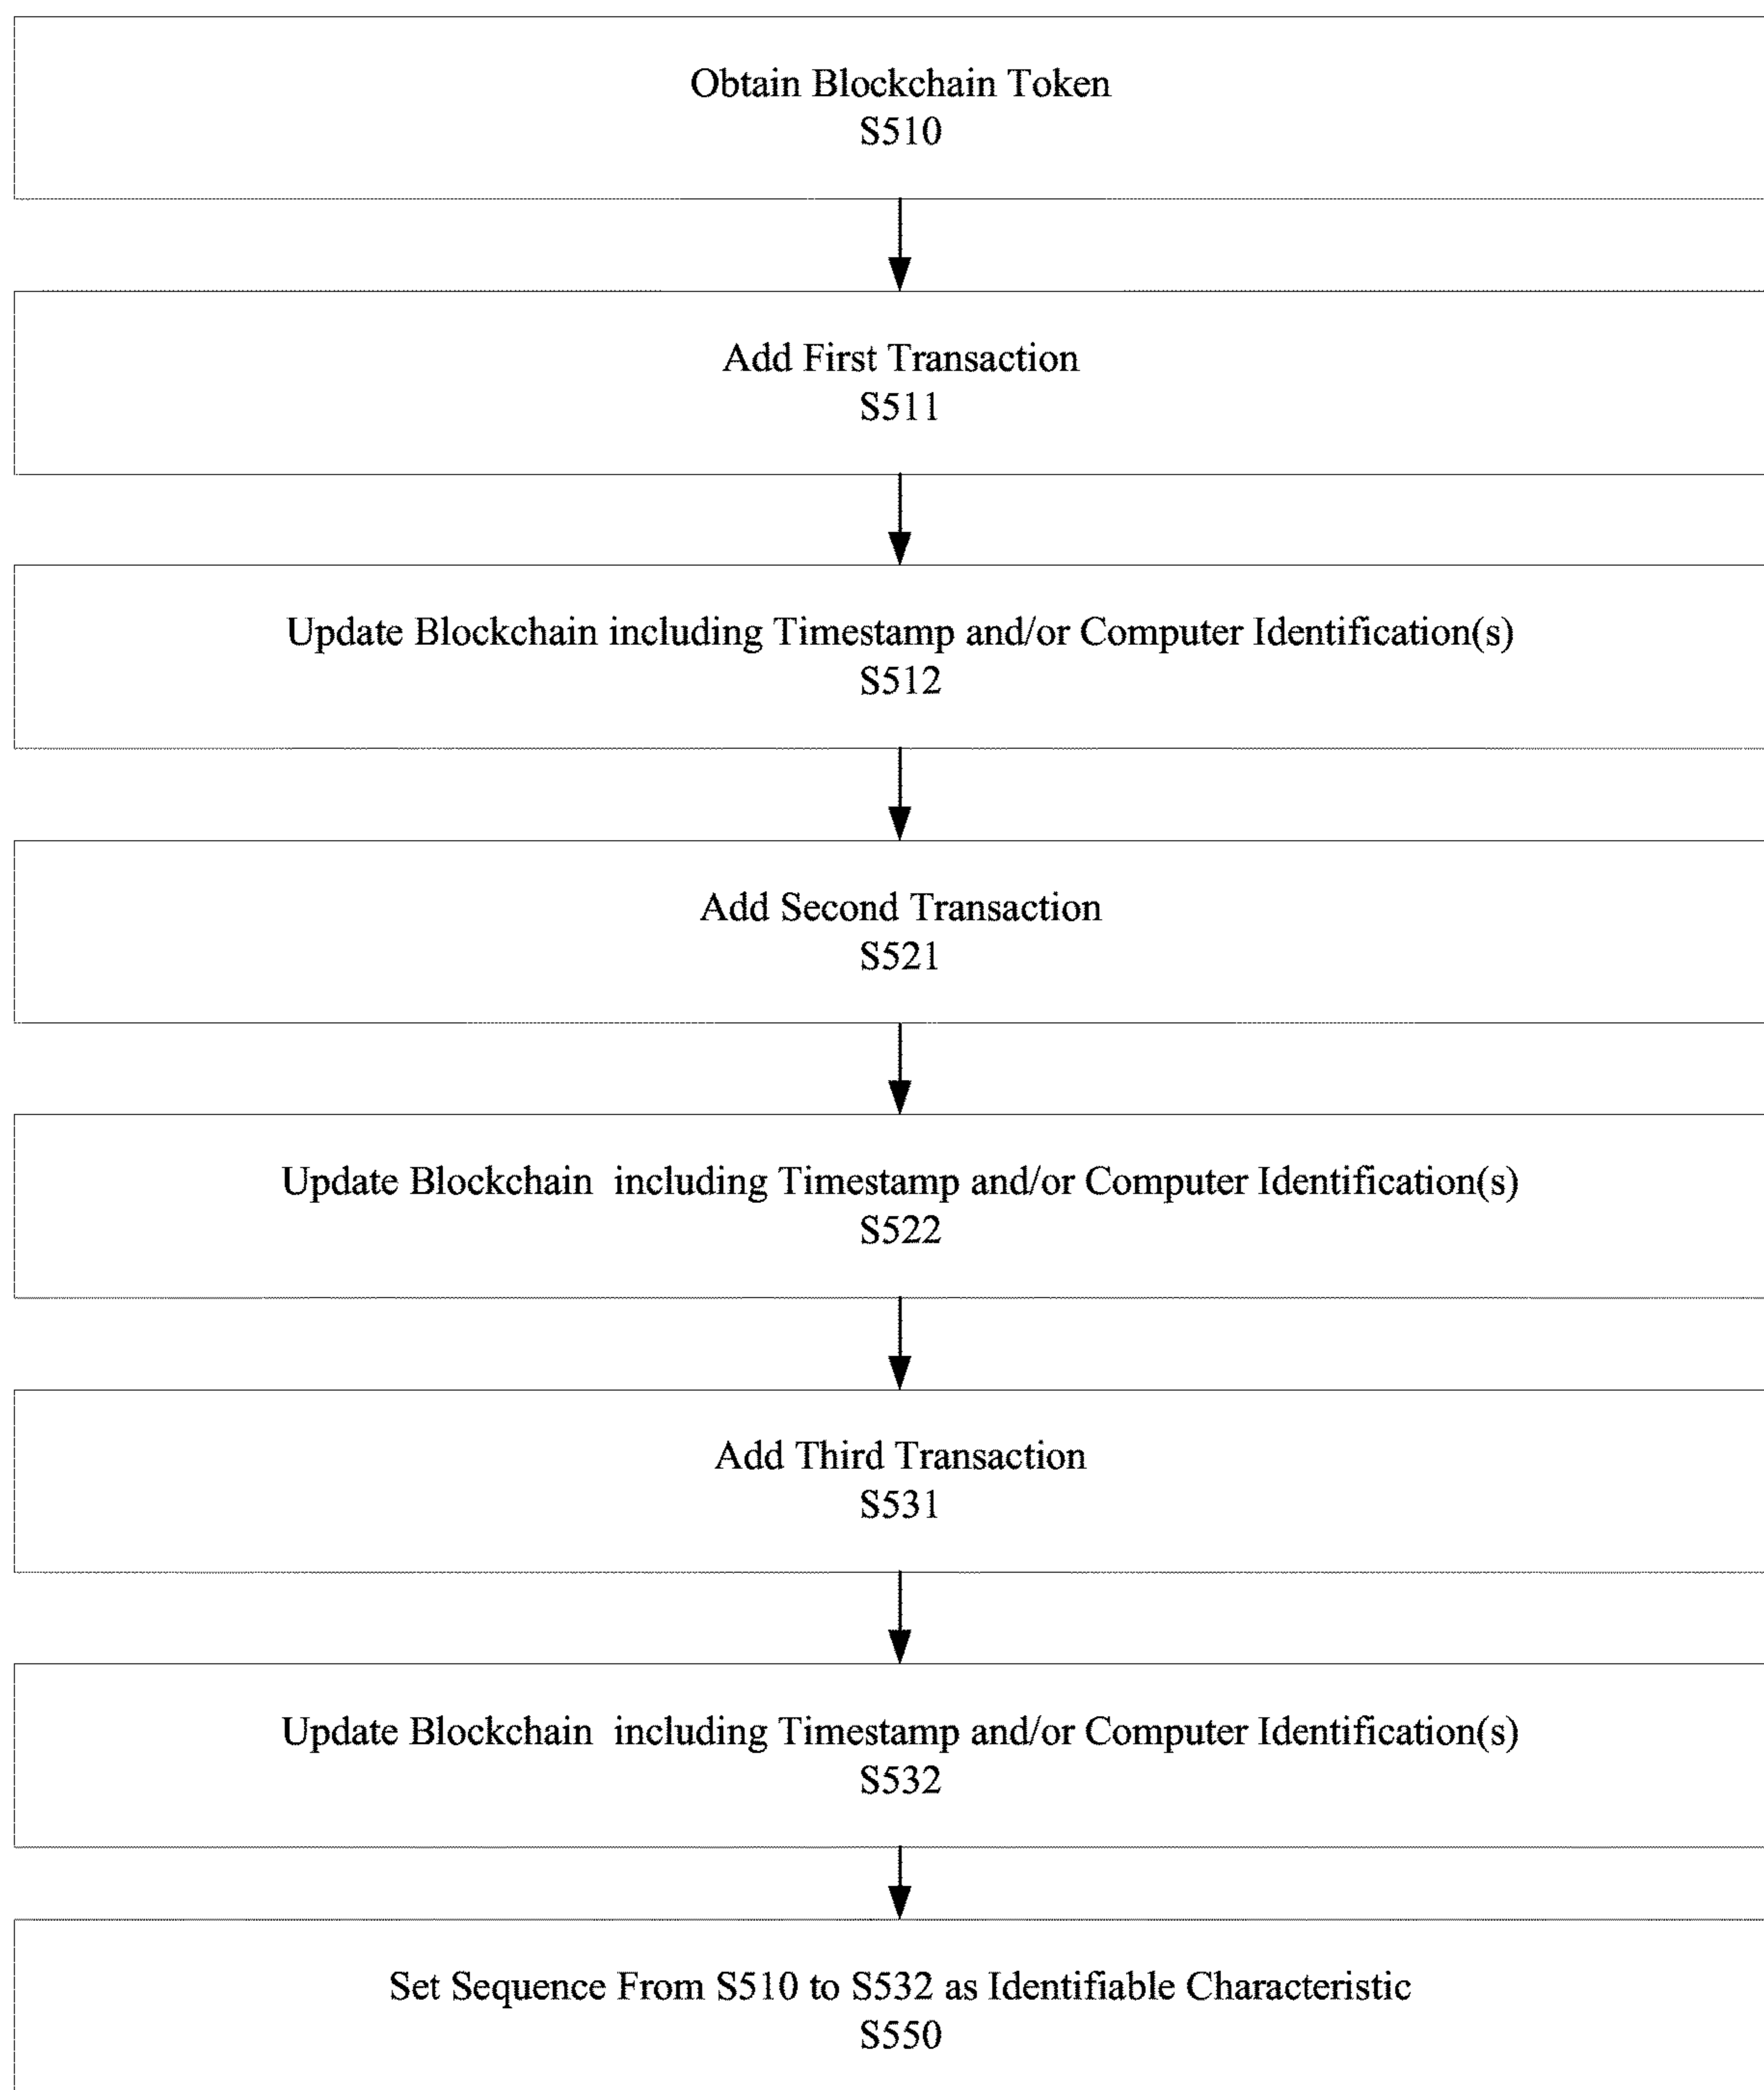 Obtain Blockchain Token
S510
Add First Transaction
S511
Update Blockchain including Timestamp and/or Computer Identification(s)
S512
Add Second Transaction
S521
Update Blockchain  including Timestamp and/or Computer Identification(s)
S522
Add Third Transaction
S531
Update Blockchain  including Timestamp and/or Computer Identification(s)
S532
Set Sequence From S510 to S532 as Identifiable Characteristic
S550